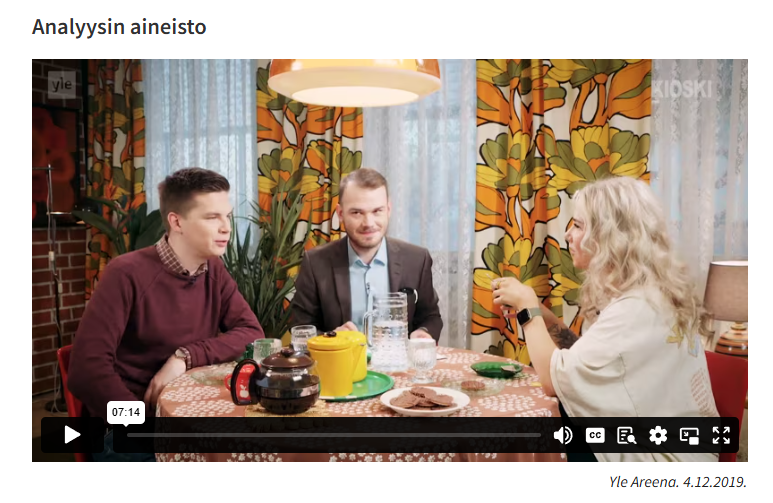 Analyysin aineisto
yle
KIOSKI
07:14
CC
Yle Areena. 4.12.2019.